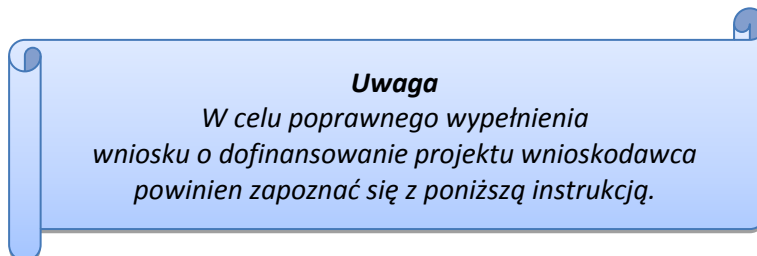 Uwaga
W celu poprawnego wypełnienia
wniosku o dofinansowanie projektu wnioskodawca
powinien zapoznać się z poniższą instrukcją.